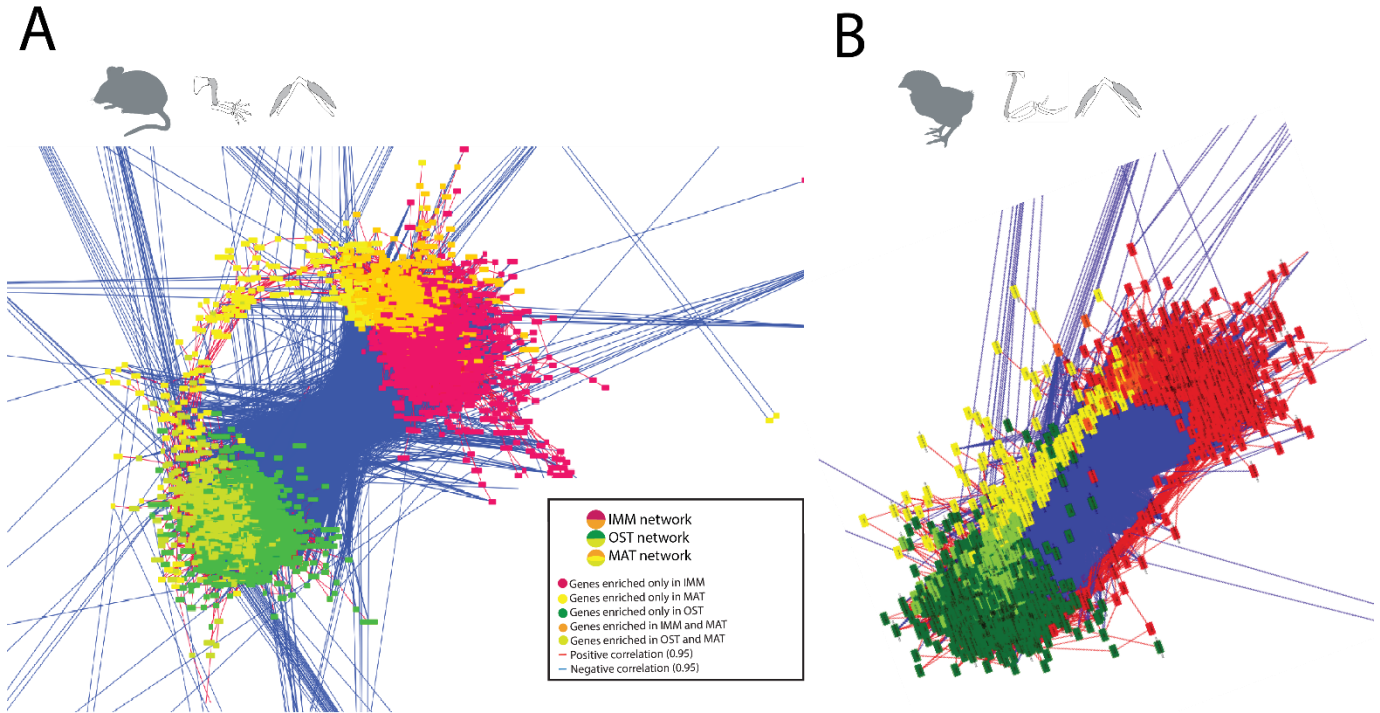 A
B
IMM network
OST network
MAT network
Genes enriched only in IMM
Genes enriched only in MAT
Genes enriched only in OST
Genes enriched in IMM and MAT
Genes enriched in OST and MAT
Positive correlation (0.95)
Negative correlation (0.95)